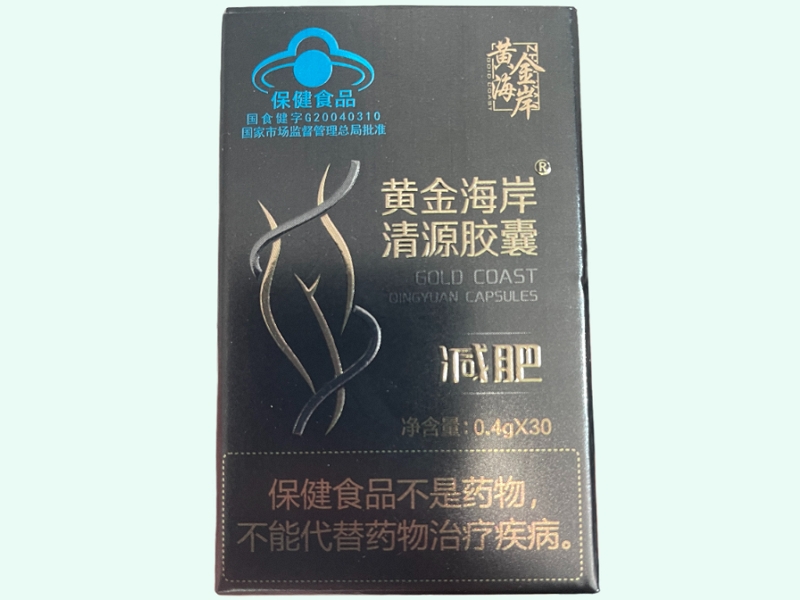 保健食品
国食健字G20040310
国家市场监督管理总局批准
黄金海岸
GOLD COAST
黄金海岸®
清源胶囊
GOLD COAST
QINGYUAN CAPSULES
减肥
净含量:0.4gX30
保健食品不是药物，
不能代替药物治疗疾病。